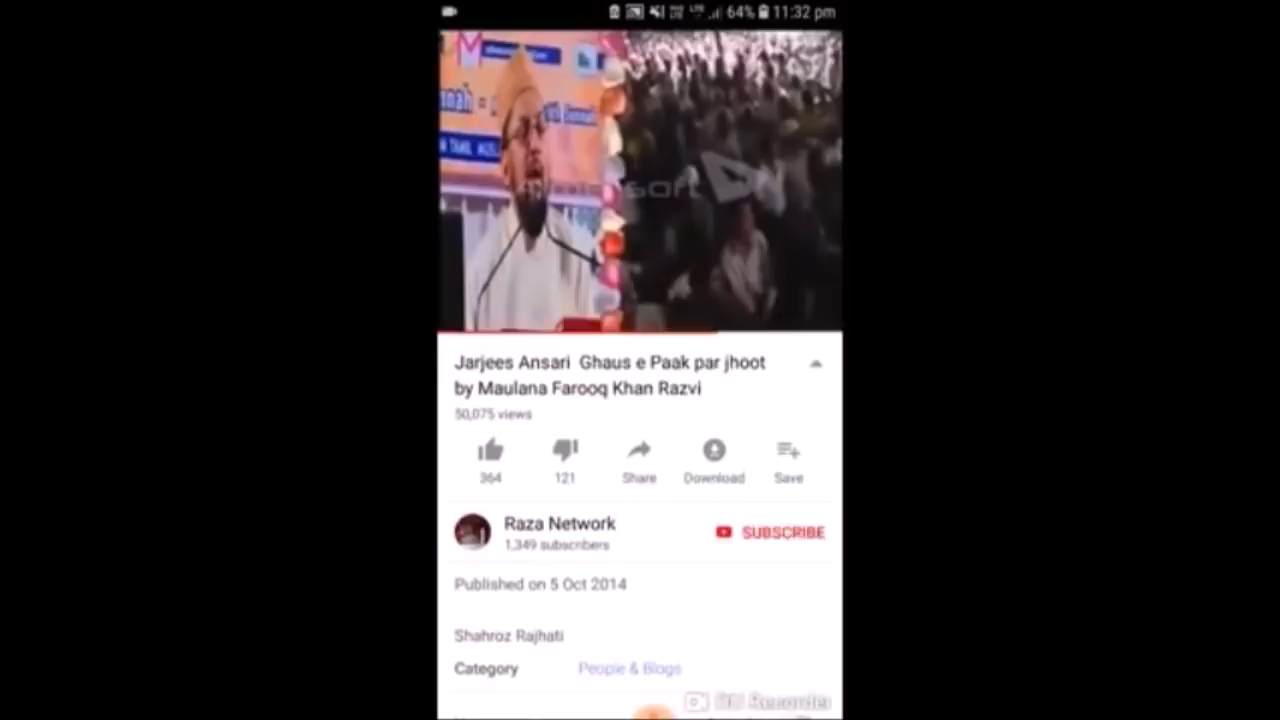 64% 11:32 pm
Jarjees Ansari Ghaus e Paak par jhoot
by Maulana Farooq Khan Razvi
50,075 views
364
121
Share
Download
Save
Raza Network
1,349 subscribers
SUBSCRIBE
Published on 5 Oct 2014
Shahroz Rajhati
Category
People & Blogs
Recorder